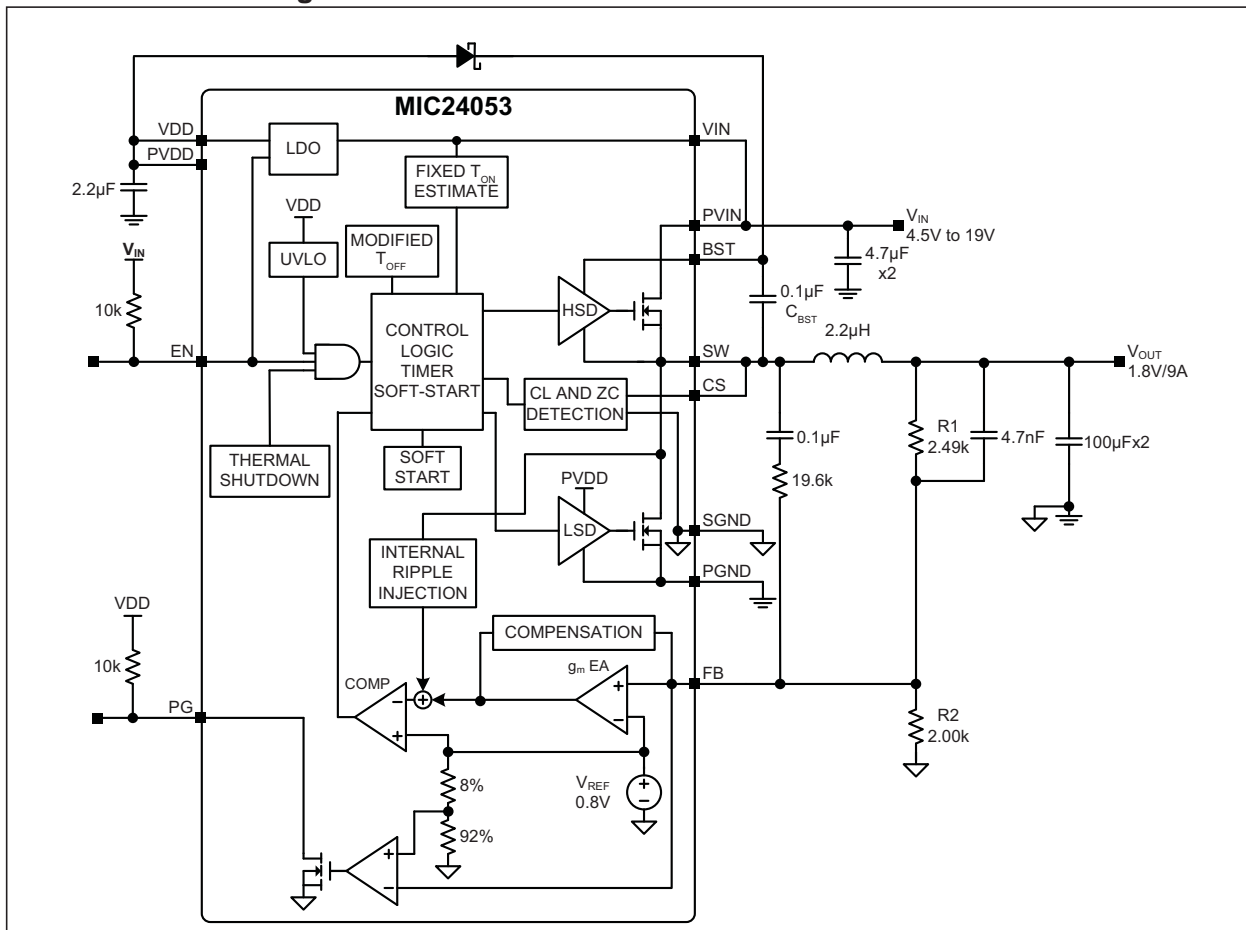 g
MIC24053
VDD
PVDD
2.2µF
LDO
VIN
FIXED TON
ESTIMATE
VDD
UVLO
MODIFIED
TOFF
VIN
10k
EN
PVIN
BST
VIN
4.5V to 19V
4.7µF
x2
0.1µF
CBST
HSD
CONTROL
LOGIC
TIMER
SOFT-START
SW
2.2µH
VOUT
1.8V/9A
CS
CL AND ZC
DETECTION
THERMAL
SHUTDOWN
SOFT
START
0.1µF
19.6k
R1
2.49k
4.7nF
100µFx2
PVDD
LSD
SGND
PGND
INTERNAL
RIPPLE
INJECTION
VDD
10k
PG
COMPENSATION
gm EA
COMP
FB
R2
2.00k
VREF
0.8V
8%
92%